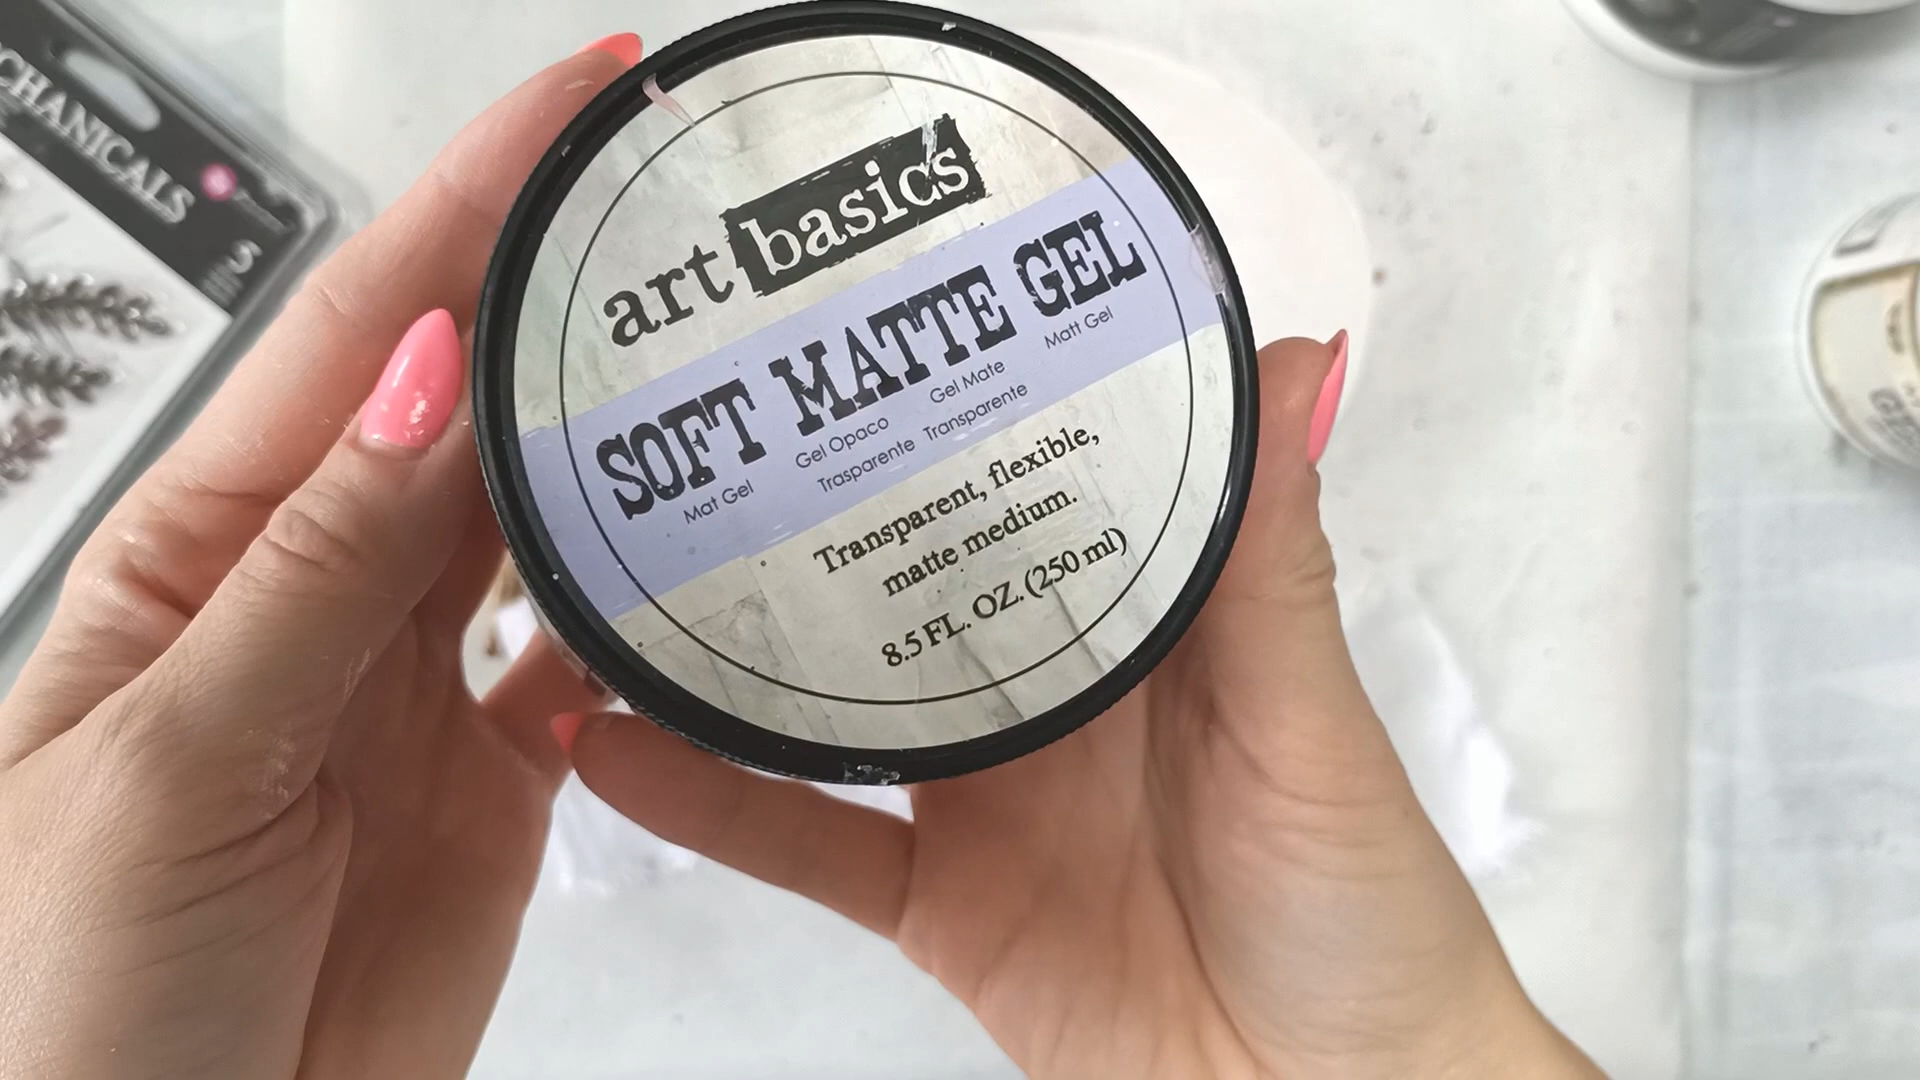 CHANICALS
art basics
SOFT MATTE GEL
Mat Gel
Gel Opaco
Trasparente
Gel Mate
Transparente
Matt Gel
Transparent, flexible,
matte medium.
8.5 FL. OZ. (250 ml)